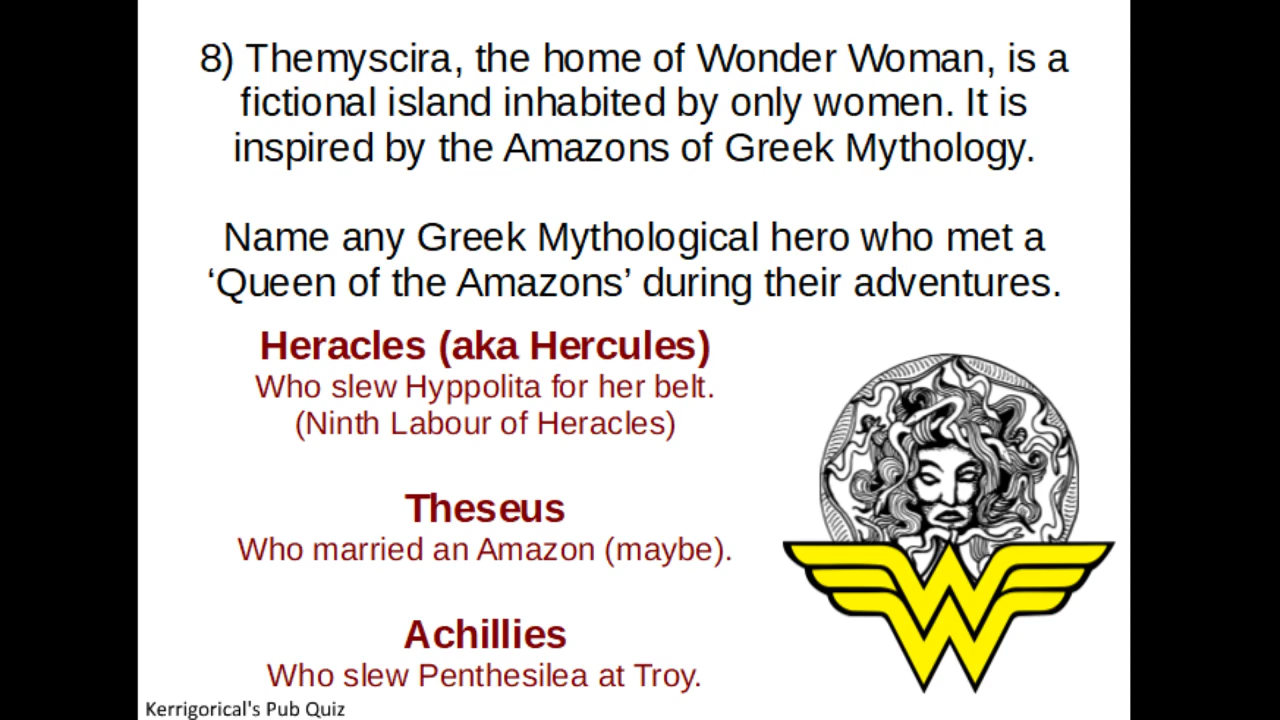 8) Themyscira, the home of Wonder Woman, is a
fictional island inhabited by only women. It is
inspired by the Amazons of Greek Mythology.
Name any Greek Mythological hero who met a
‘Queen of the Amazons’ during their adventures.
Heracles (aka Hercules)
Who slew Hyppolita for her belt.
(Ninth Labour of Heracles)
Theseus
Who married an Amazon (maybe).
Achillies
Who slew Penthesilea at Troy.
Kerrigorical's Pub Quiz